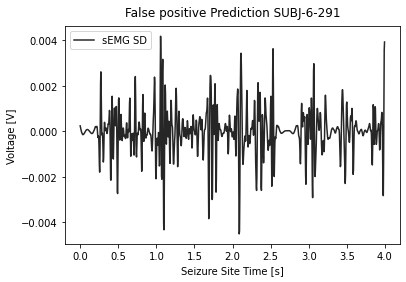 False positive Prediction SUBJ-6-291
sEMG SD
0.004
0.002
0.000
−0.002
−0.004
Voltage [V]
0.0 0.5 1.0 1.5 2.0 2.5 3.0 3.5 4.0
Seizure Site Time [s]